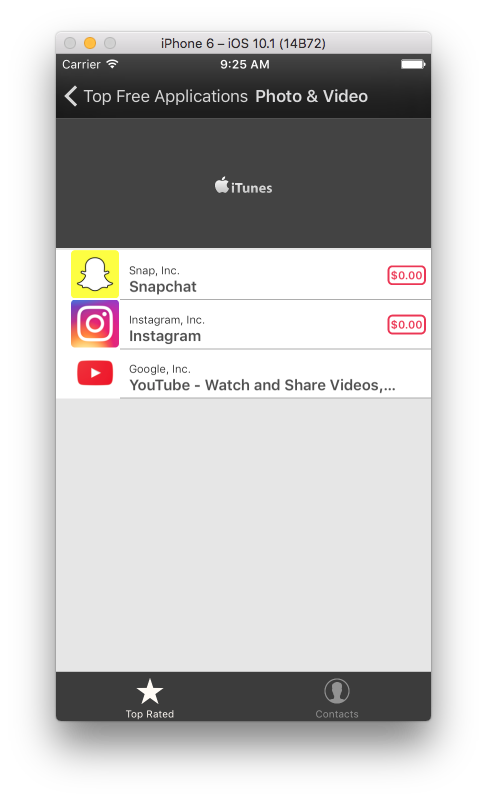 iPhone 6 – iOS 10.1 (14B72)
Carrier 9:25 AM
Top Free Applications Photo & Video
iTunes
Snap, Inc.
Snapchat
$0.00
Instagram, Inc.
Instagram
$0.00
Google, Inc.
YouTube - Watch and Share Videos,...
Top Rated Contacts